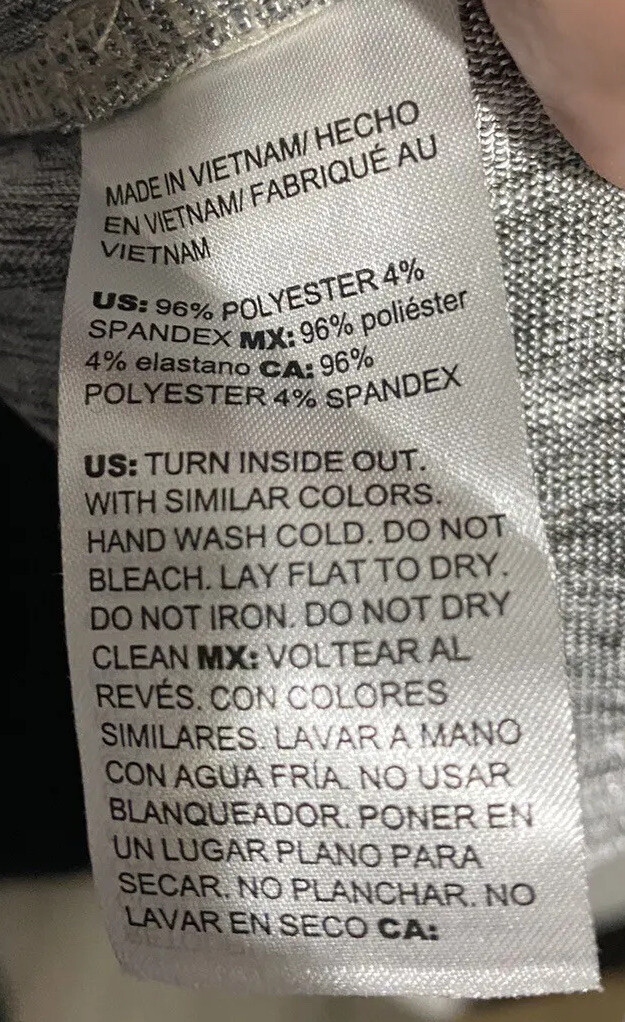 MADE IN VIETNAM/ HECHO
EN VIETNAM/ FABRIQUÉ AU
VIETNAM
US: 96% POLYESTER 4%
SPANDEX MX: 96% poliéster
4% elastano CA: 96%
POLYESTER 4% SPANDEX
US: TURN INSIDE OUT.
WITH SIMILAR COLORS.
HAND WASH COLD. DO NOT
BLEACH. LAY FLAT TO DRY.
DO NOT IRON. DO NOT DRY
CLEAN MX: VOLTEAR AL
REVÉS. CON COLORES
SIMILARES. LAVAR A MANO
CON AGUA FRÍA. NO USAR
BLANQUEADOR. PONER EN
UN LUGAR PLANO PARA
SECAR. NO PLANCHAR. NO
LAVAR EN SECO CA: